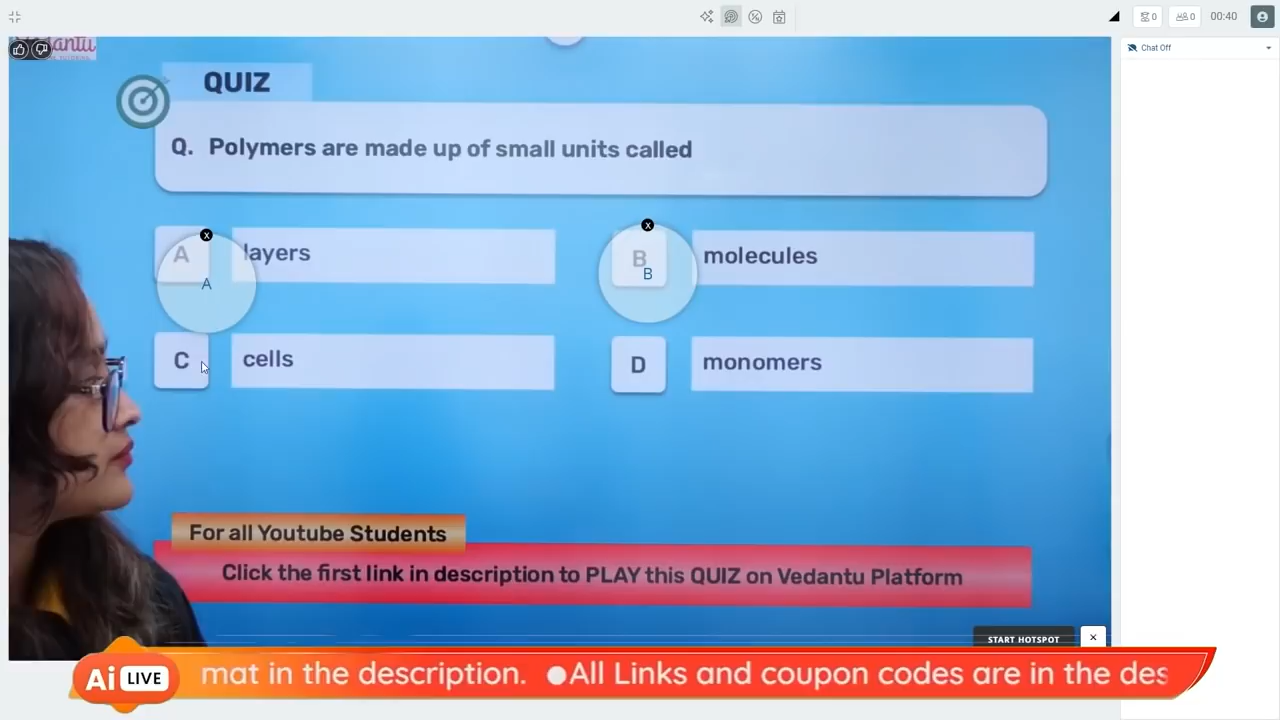 0
0
00:40
Chat Off
QUIZ
Q. Polymers are made up of small units called
A
layers
x
A
B
molecules
x
B
C
cells
D
monomers
For all Youtube Students
Click the first link in description to PLAY this QUIZ on Vedantu Platform
START HOTSPOT
Ai LIVE
mat in the description. ●All Links and coupon codes are in the des